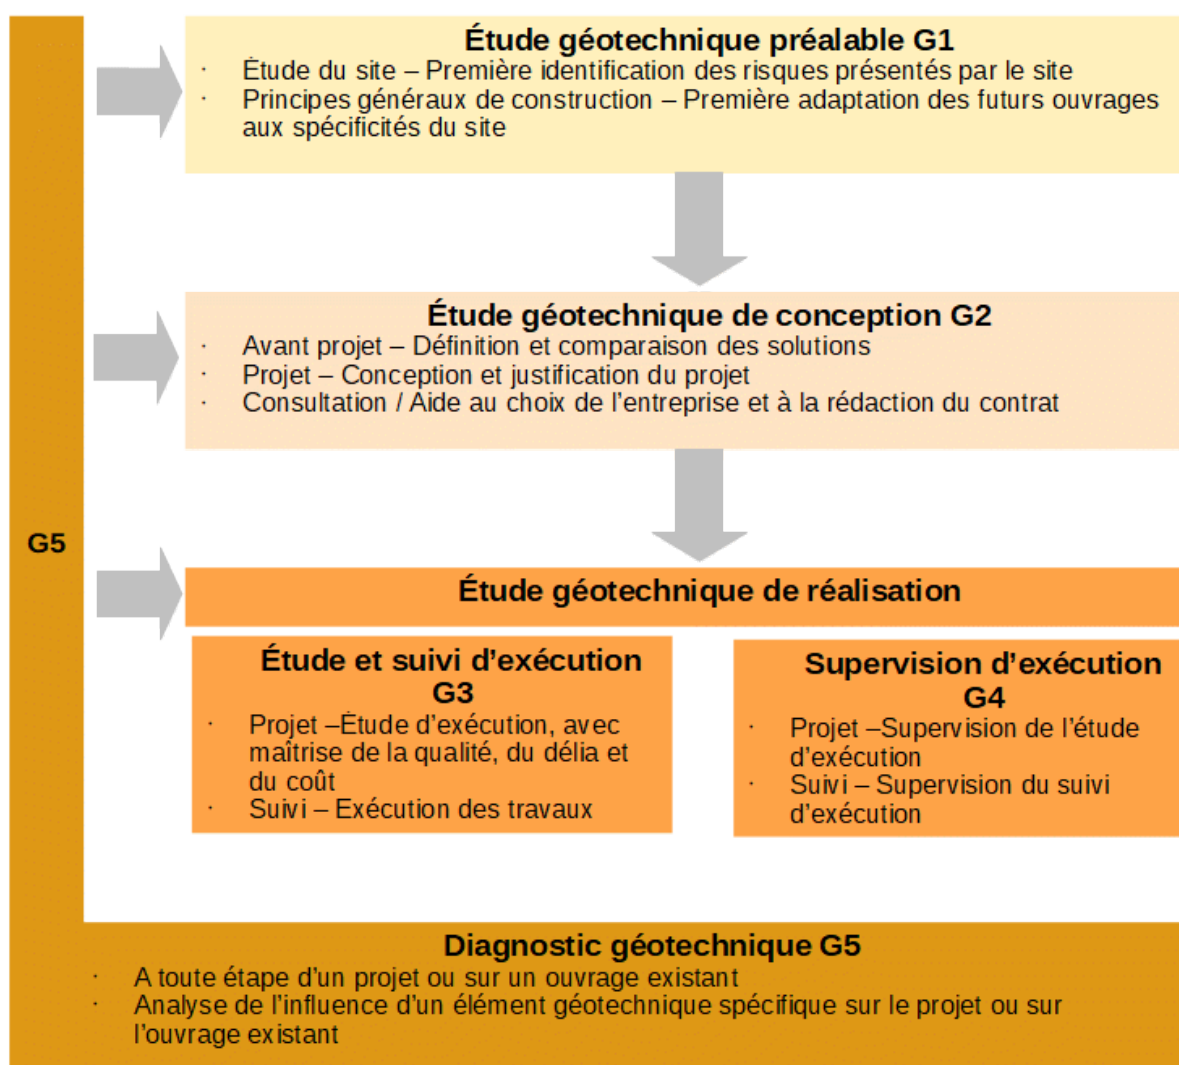 Étude géotechnique préalable G1
· Étude du site – Première identification des risques présentés par le site
· Principes généraux de construction – Première adaptation des futurs ouvrages
aux spécificités du site
Étude géotechnique de conception G2
· Avant projet – Définition et comparaison des solutions
· Projet – Conception et justification du projet
· Consultation / Aide au choix de l’entreprise et à la rédaction du contrat
G5
Étude géotechnique de réalisation
Étude et suivi d’exécution
G3
· Projet –Étude d’exécution, avec
maîtrise de la qualité, du délia et
du coût
· Suivi – Exécution des travaux
Supervision d’exécution
G4
· Projet –Supervision de l’étude
d’exécution
· Suivi – Supervision du suivi
d’exécution
Diagnostic géotechnique G5
· A toute étape d’un projet ou sur un ouvrage existant
· Analyse de l’influence d’un élément géotechnique spécifique sur le projet ou sur
l’ouvrage existant